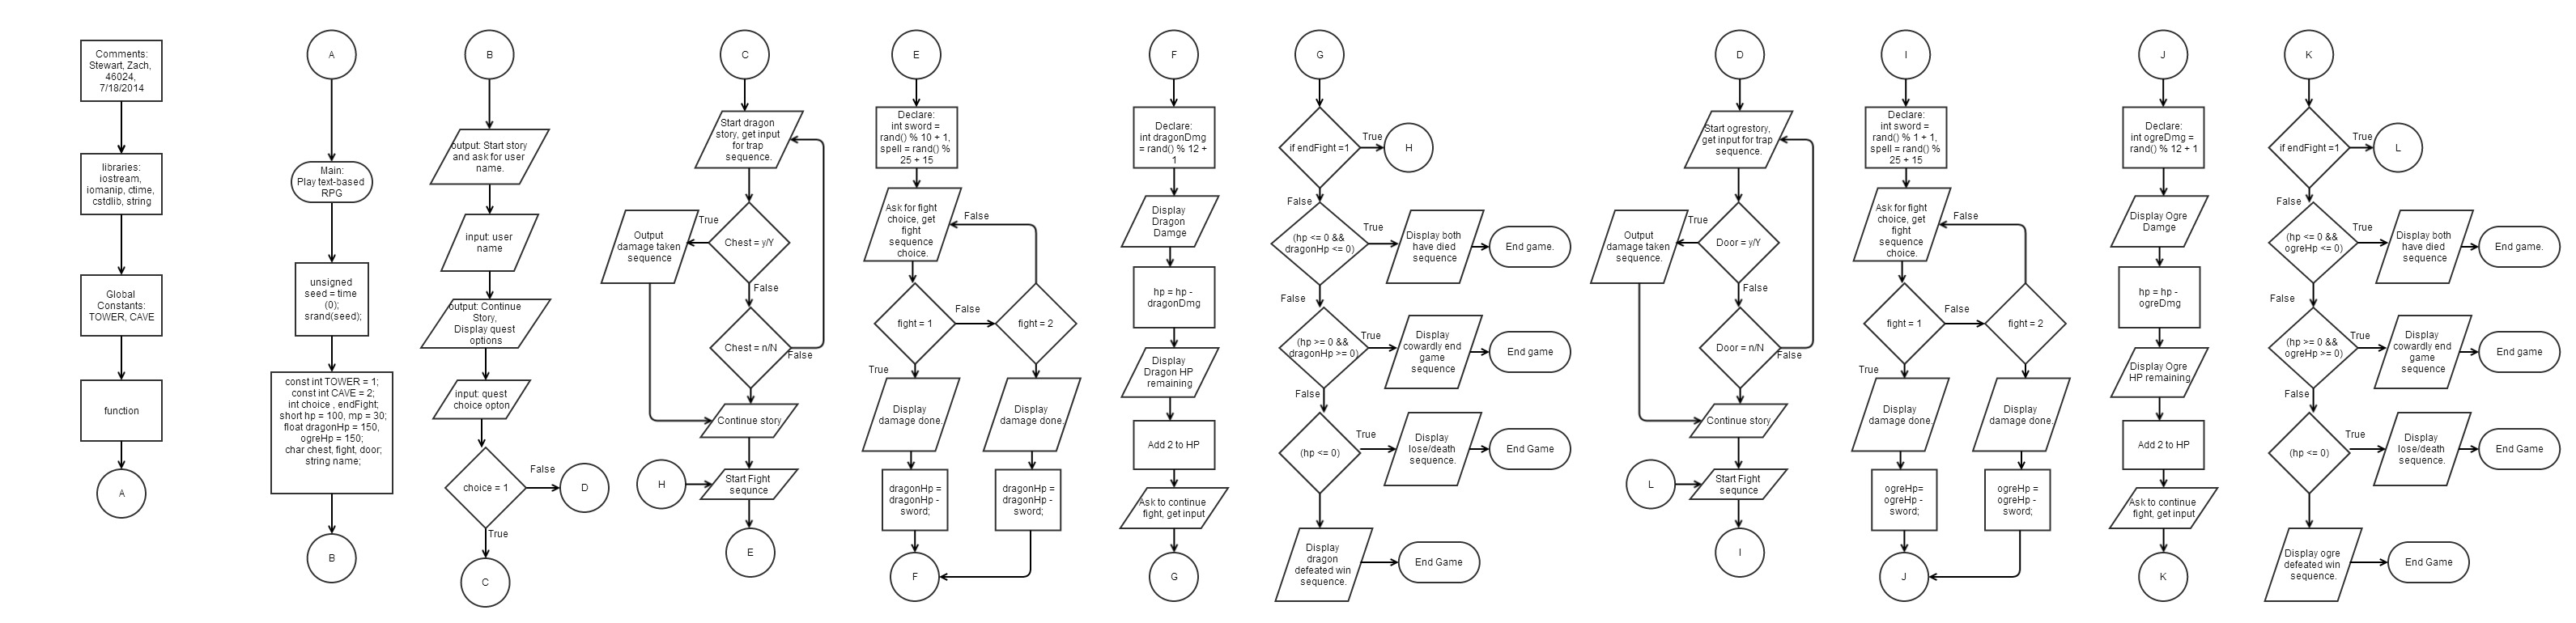 Comments:
Stewart, Zach,
46024,
7/18/2014
libraries:
iostream,
iomanip, ctime,
cstdlib, string
Global
Constants:
TOWER, CAVE
function
A
A
Main:
Play text-based
RPG
unsigned
seed = time
(0);
srand(seed);
const int TOWER = 1;
const int CAVE = 2;
int choice , endFight;
short hp = 100, mp = 30;
float dragonHp = 150,
ogreHp = 150;
char chest, fight, door;
string name;
B
B
output: Start story
and ask for user
name.
input: user
name
output: Continue
Story,
Display quest
options
input: quest
choice opton
choice = 1
False
D
True
C
C
Start dragon
story, get input
for trap
sequence.
Chest = y/Y
True
Output
damage taken
sequence
False
Chest = n/N
False
Continue story
H
Start Fight
sequnce
E
E
Declare:
int sword =
rand() % 10 + 1,
spell = rand() %
25 + 15
Ask for fight
choice, get
fight
sequence
choice.
False
fight = 1
False
fight = 2
True
Display
damage done.
Display
damage done.
dragonHp =
dragonHp -
sword;
dragonHp =
dragonHp -
sword;
F
F
Declare:
int dragonDmg
= rand() % 12 +
1
Display
Dragon
Damge
hp = hp -
dragonDmg
Display
Dragon HP
remaining
Add 2 to HP
Ask to continue
fight, get input
G
G
if endFight =1
True
H
False
(hp <= 0 &&
dragonHp <= 0)
True
Display both
have died
sequence
End game.
False
(hp >= 0 &&
dragonHp >= 0)
True
Display
cowardly end
game
sequence
End game
False
(hp <= 0)
True
Display
lose/death
sequence.
End Game
Display
dragon
defeated win
sequence.
End Game
D
Start ogrestory,
get input for trap
sequence.
Door = y/Y
True
Output
damage taken
sequence.
False
Door = n/N
False
Continue story
L
Start Fight
sequnce
I
I
Declare:
int sword =
rand() % 1 + 1,
spell = rand() %
25 + 15
Ask for fight
choice, get
fight
sequence
choice.
False
fight = 1
False
fight = 2
True
Display
damage done.
Display
damage done.
ogreHp=
ogreHp -
sword;
ogreHp =
ogreHp -
sword;
J
J
Declare:
int ogreDmg =
rand() % 12 + 1
Display Ogre
Damge
hp = hp -
ogreDmg
Display Ogre
HP remaining
Add 2 to HP
Ask to continue
fight, get input
K
K
if endFight =1
True
L
False
(hp <= 0 &&
ogreHp <= 0)
True
Display both
have died
sequence
End game.
False
(hp >= 0 &&
ogreHp >= 0)
True
Display
cowardly end
game
sequence
End game
False
(hp <= 0)
True
Display
lose/death
sequence.
End Game
Display ogre
defeated win
sequence.
End Game